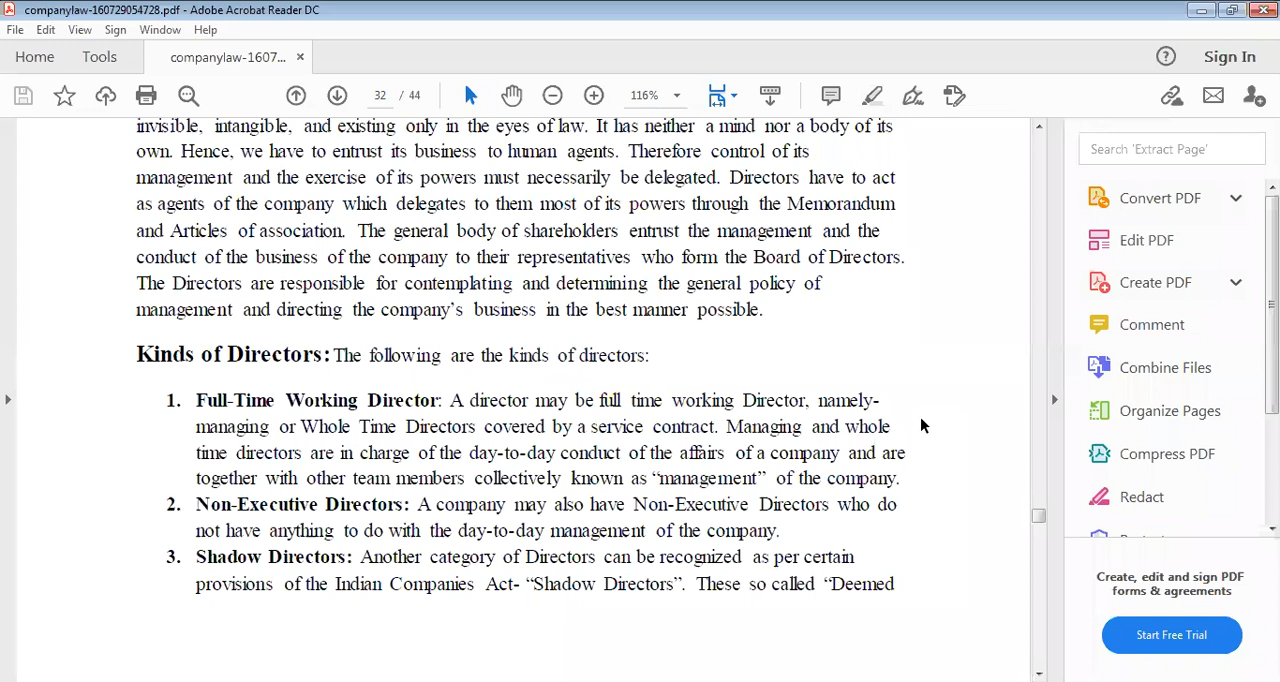 companylaw-160729054728.pdf - Adobe Acrobat Reader DC
File Edit View Sign Window Help
Home Tools companylaw-1607... × Sign In
32 / 44 116%
invisible, intangible, and existing only in the eyes of law. It has neither a mind nor a body of its
own. Hence, we have to entrust its business to human agents. Therefore control of its
management and the exercise of its powers must necessarily be delegated. Directors have to act
as agents of the company which delegates to them most of its powers through the Memorandum
and Articles of association. The general body of shareholders entrust the management and the
conduct of the business of the company to their representatives who form the Board of Directors.
The Directors are responsible for contemplating and determining the general policy of
management and directing the company's business in the best manner possible.
Kinds of Directors: The following are the kinds of directors:
1. Full-Time Working Director: A director may be full time working Director, namely-
managing or Whole Time Directors covered by a service contract. Managing and whole
time directors are in charge of the day-to-day conduct of the affairs of a company and are
together with other team members collectively known as “management” of the company.
2. Non-Executive Directors: A company may also have Non-Executive Directors who do
not have anything to do with the day-to-day management of the company.
3. Shadow Directors: Another category of Directors can be recognized as per certain
provisions of the Indian Companies Act- “Shadow Directors”. These so called “Deemed
Search 'Extract Page'
Convert PDF
Edit PDF
Create PDF
Comment
Combine Files
Organize Pages
Compress PDF
Redact
Create, edit and sign PDF
forms & agreements
Start Free Trial